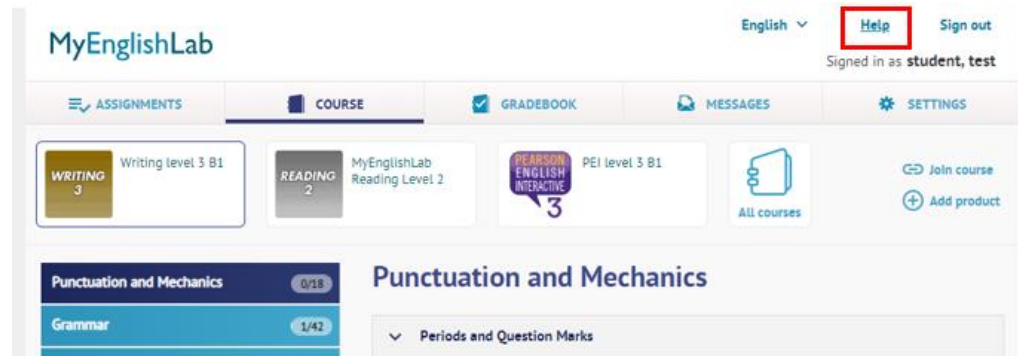 MyEnglishLab
English Help Sign out
Signed in as student, test
ASSIGNMENTS COURSE GRADEBOOK MESSAGES SETTINGS
WRITING 3
Writing level 3 B1
READING 2
MyEnglishLab
Reading Level 2
PEARSON
ENGLISH
INTERACTIVE
3
PEI level 3 B1
All courses
Join course
Add product
Punctuation and Mechanics 0/18
Grammar 1/42
Punctuation and Mechanics
Periods and Question Marks